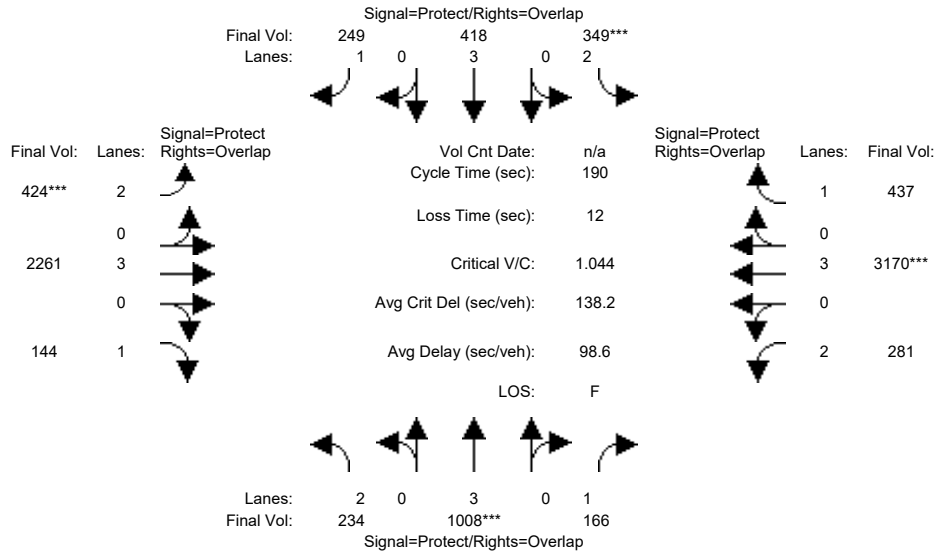 Signal=Protect/Rights=Overlap
Final Vol: 249 418 349***
Lanes: 1 0 3 0 2
Signal=Protect
Rights=Overlap
Final Vol: Lanes:
424*** 2
0
2261 3
0
144 1
Vol Cnt Date: n/a
Cycle Time (sec): 190
Loss Time (sec): 12
Critical V/C: 1.044
Avg Crit Del (sec/veh): 138.2
Avg Delay (sec/veh): 98.6
LOS: F
Signal=Protect
Rights=Overlap
Lanes: Final Vol:
1 437
0
3 3170***
0
2 281
Lanes: 2 0 3 0 1
Final Vol: 234 1008*** 166
Signal=Protect/Rights=Overlap